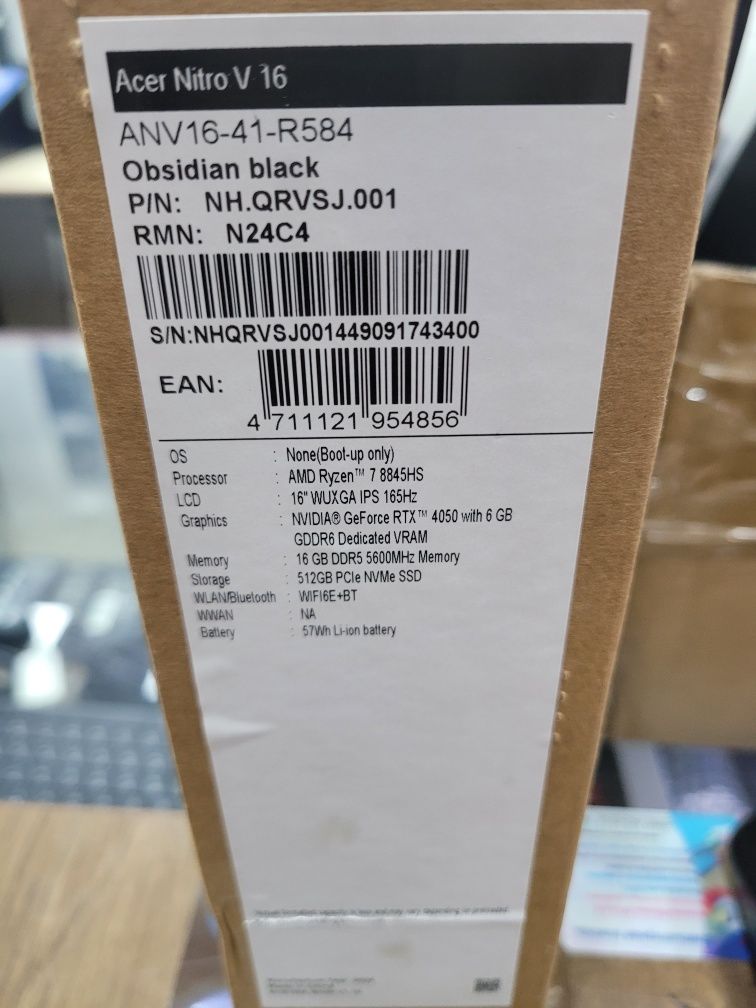 Acer Nitro V 16
ANV16-41-R584
Obsidian black
P/N: NH.QRVSJ.001
RMN: N24C4
S/N:NHQRVSJ001449091743400
EAN:
4 711121 954856
OS : None(Boot-up only)
Processor : AMD Ryzen™ 7 8845HS
LCD : 16" WUXGA IPS 165Hz
Graphics : NVIDIA® GeForce RTX™ 4050 with 6 GB
GDDR6 Dedicated VRAM
Memory : 16 GB DDR5 5600MHz Memory
Storage : 512GB PCIe NVMe SSD
WLAN/Bluetooth : WIFI6E+BT
WWAN : NA
Battery : 57Wh Li-ion battery